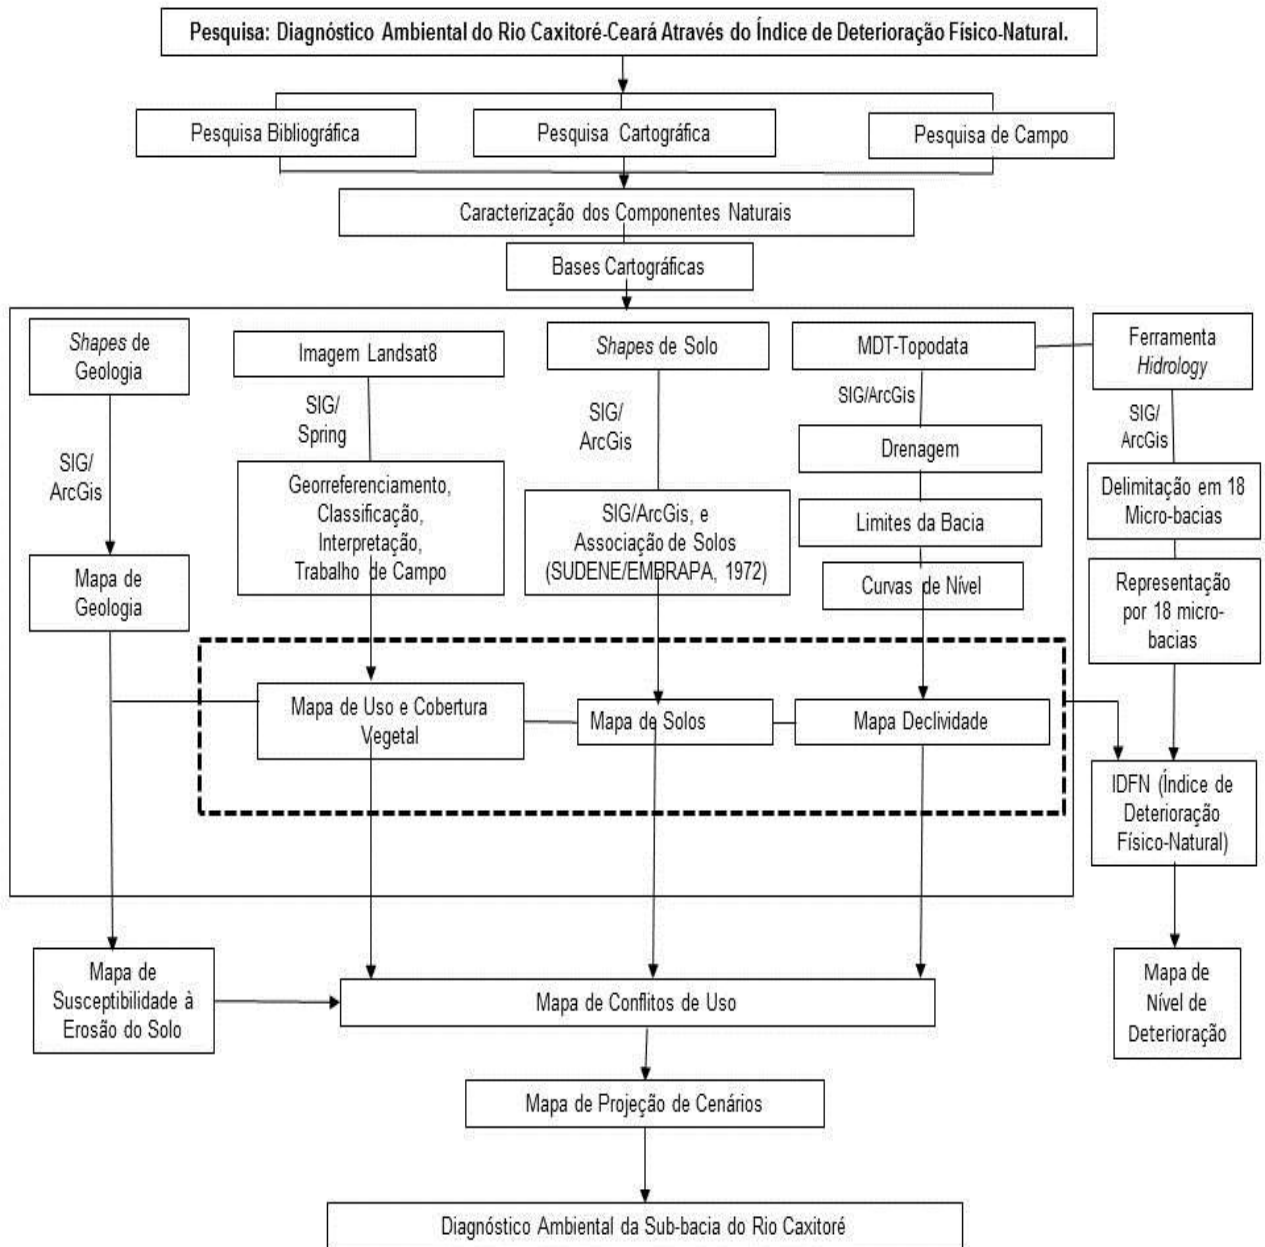 Pesquisa: Diagnóstico Ambiental do Rio Caxitoré-Ceará Através do Índice de Deterioração Físico-Natural.
Pesquisa Bibliográfica
Pesquisa Cartográfica
Pesquisa de Campo
Caracterização dos Componentes Naturais
Bases Cartográficas
Shapes de
Geologia
SIG/
ArcGis
Mapa de
Geologia
Imagem Landsat8
SIG/
Spring
Georreferenciamento,
Classificação,
Interpretação,
Trabalho de Campo
Shapes de Solo
SIG/
ArcGis
SIG/ArcGis, e
Associação de Solos
(SUDENE/EMBRAPA, 1972)
MDT-Topodata
SIG/ArcGis
Drenagem
Limites da Bacia
Curvas de Nível
Ferramenta
Hidrology
SIG/
ArcGis
Delimitação em 18
Micro-bacias
Representação
por 18 micro-
bacias
Mapa de Uso e Cobertura
Vegetal
Mapa de Solos
Mapa Declividade
IDFN (Índice de
Deterioração
Físico-Natural)
Mapa de
Susceptibilidade à
Erosão do Solo
Mapa de Conflitos de Uso
Mapa de
Nível de
Deterioração
Mapa de Projeção de Cenários
Diagnóstico Ambiental da Sub-bacia do Rio Caxitoré